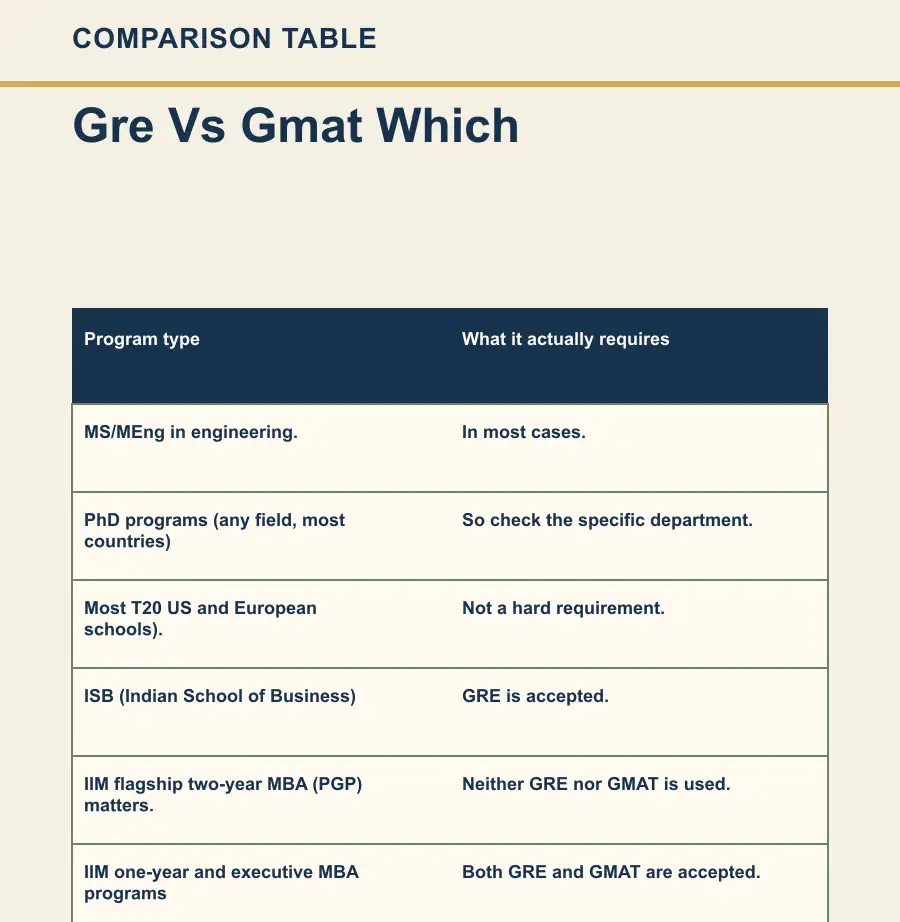 COMPARISON TABLE
Gre Vs Gmat Which
Program type
What it actually requires
MS/MEng in engineering.
In most cases.
PhD programs (any field, most
countries)
So check the specific department.
Most T20 US and European
schools).
Not a hard requirement.
ISB (Indian School of Business)
GRE is accepted.
IIM flagship two-year MBA (PGP)
matters.
Neither GRE nor GMAT is used.
IIM one-year and executive MBA
programs
Both GRE and GMAT are accepted.